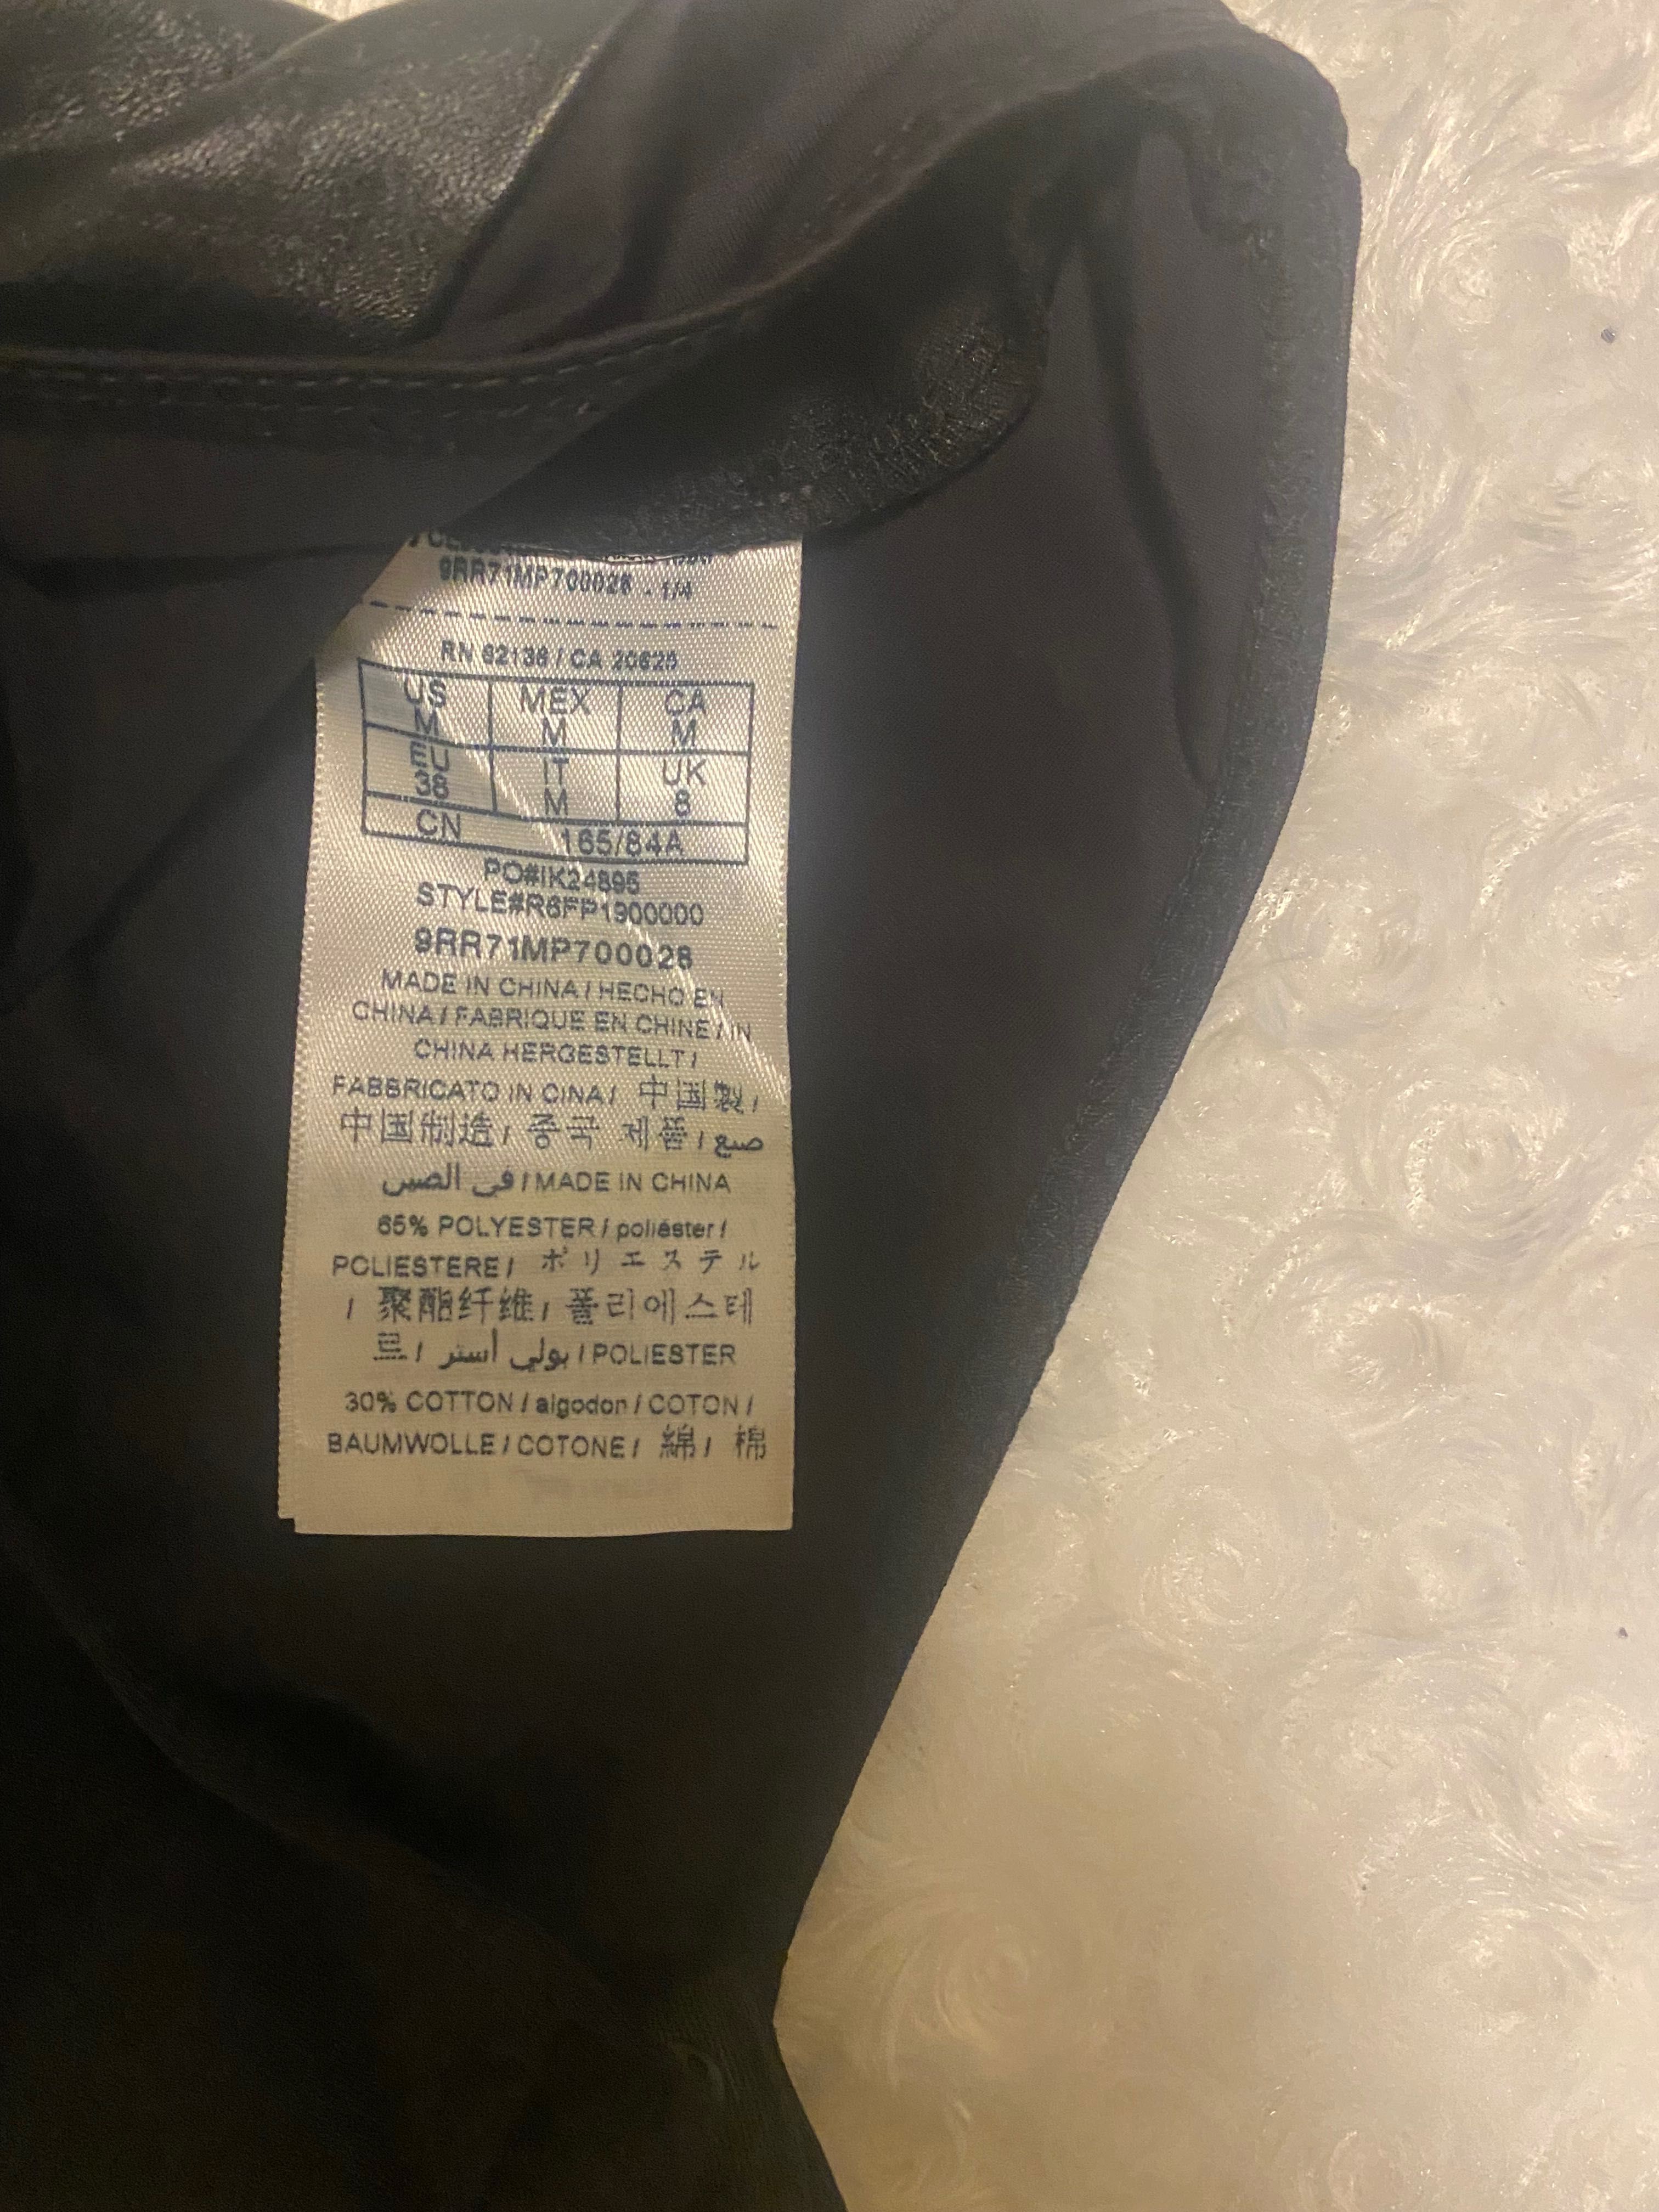 9RR71MP700028 - 1/4
RN 62136 / CA 20625
US MEX CA
M M M
EU IT UK
38 M 8
CN 165/84A
PO#IK24895
STYLE#R6FP1900000
9RR71MP700028
MADE IN CHINA / HECHO EN
CHINA / FABRIQUE EN CHINE / IN
CHINA HERGESTELLT /
FABBRICATO IN CINA / 中国製 /
中国制造 / 중국 제품 / صنع
في الصين / MADE IN CHINA
65% POLYESTER / poliéster /
POLIESTERE / ポリエステル
/ 聚酯纤维 / 폴리에스테
르 / بولي أستر / POLIESTER
30% COTTON / algodon / COTON /
BAUMWOLLE / COTONE / 綿 / 棉